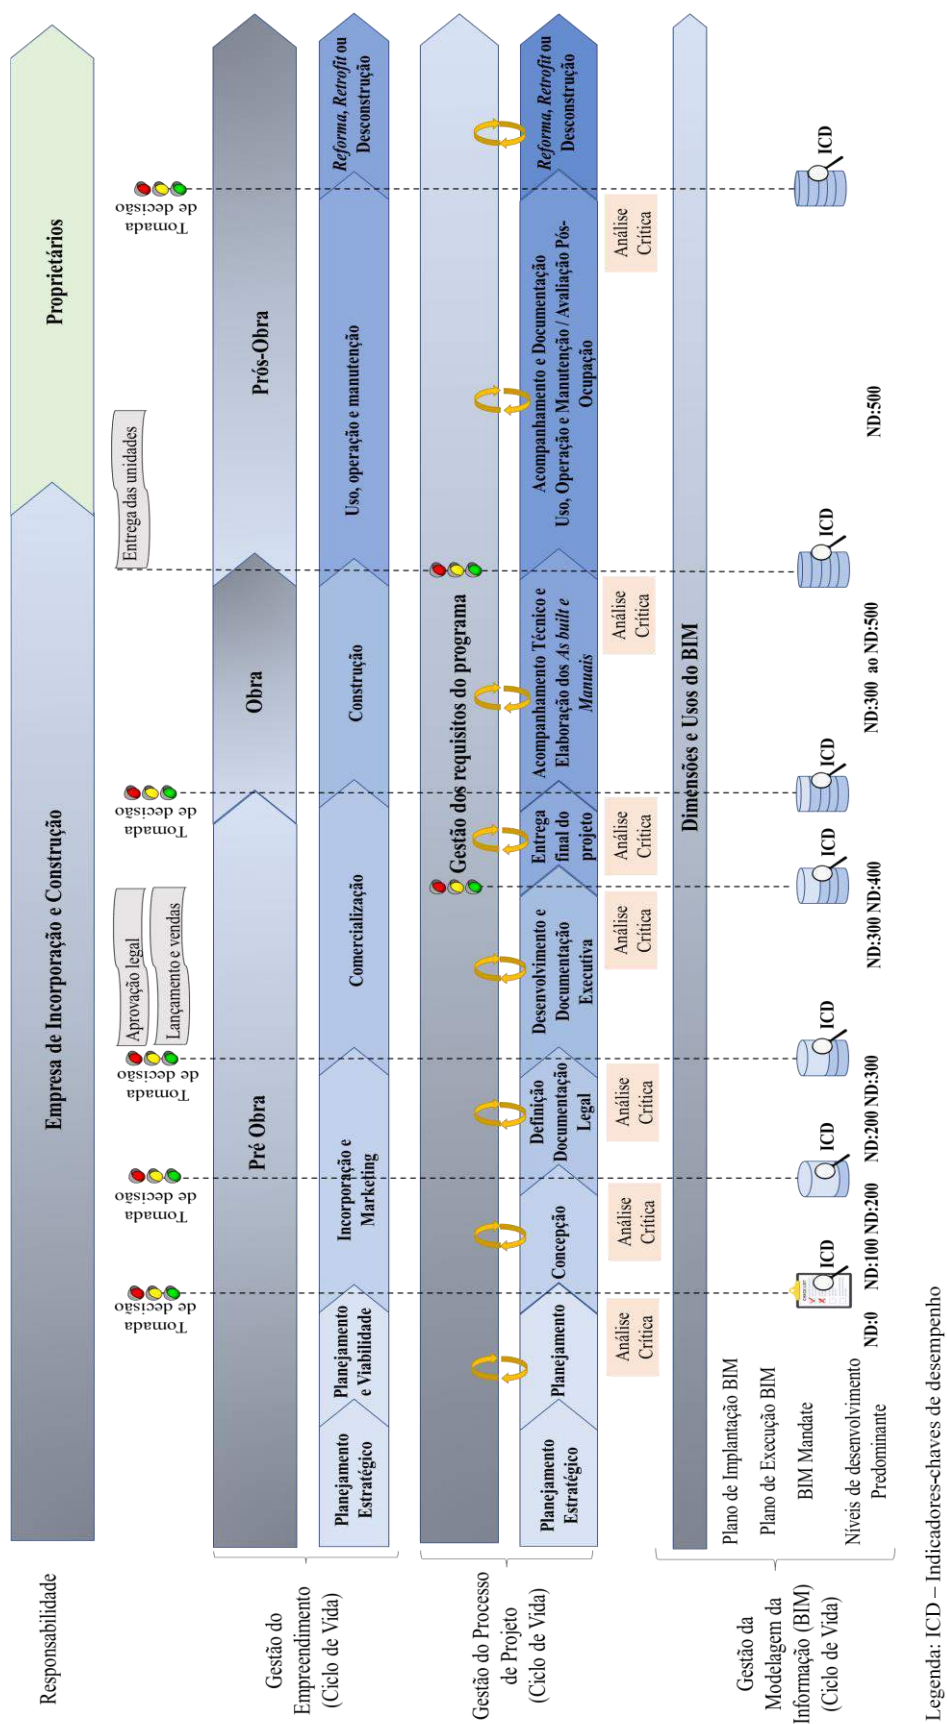 Responsabilidade
Empresa de Incorporação e Construção
Proprietários
Tomada
de decisão
Tomada
de decisão
Tomada
de decisão
Aprovação legal
Lançamento e vendas
Tomada
de decisão
Entrega das unidades
Tomada
de decisão
Gestão do
Empreendimento
(Ciclo de Vida)
Pré Obra
Obra
Prós-Obra
Planejamento
Estratégico
Planejamento
e Viabilidade
Incorporação e
Marketing
Comercialização
Construção
Uso, operação e manutenção
Reforma, Retrofit ou
Desconstrução
Gestão do Processo
de Projeto
(Ciclo de Vida)
Gestão dos requisitos do programa
Planejamento
Estratégico
Planejamento
Concepção
Definição
Documentação
Legal
Desenvolvimento e
Documentação
Executiva
Entrega
final do
projeto
Acompanhamento Técnico e
Elaboração dos As built e
Manuais
Acompanhamento e Documentação
Uso, Operação e Manutenção / Avaliação Pós-
Ocupação
Reforma, Retrofit ou
Desconstrução
Análise
Crítica
Análise
Crítica
Análise
Crítica
Análise
Crítica
Análise
Crítica
Análise
Crítica
Análise
Crítica
Gestão da
Modelagem da
Informação (BIM)
(Ciclo de Vida)
Dimensões e Usos do BIM
Plano de Implantação BIM
Plano de Execução BIM
BIM Mandate
CHECKLIST
ICD
ICD
ICD
ICD
ICD
ICD
ICD
Níveis de desenvolvimento
Predominante
ND:0
ND:100 ND:200
ND:200 ND:300
ND:300 ND:400
ND:300 ao ND:500
ND:500
Legenda: ICD – Indicadores-chaves de desempenho